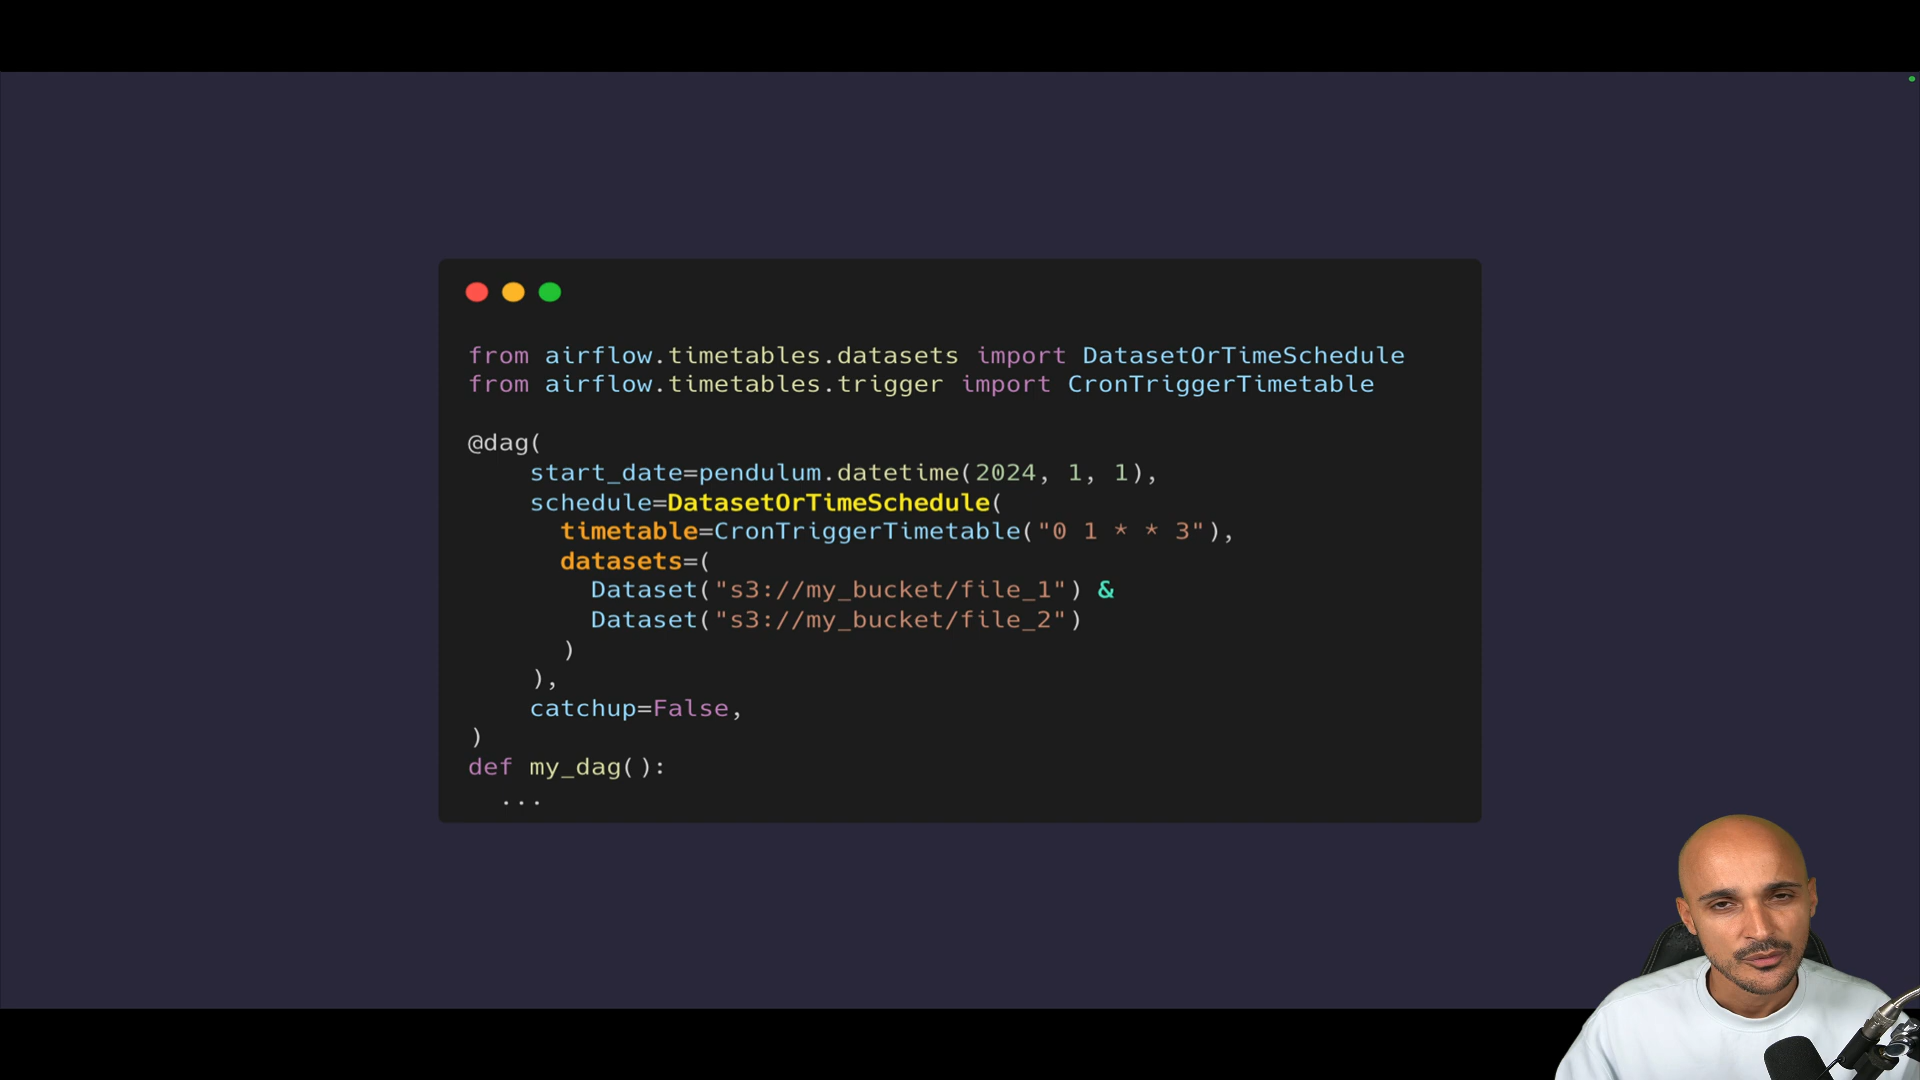 from airflow.timetables.datasets import DatasetOrTimeSchedule
from airflow.timetables.trigger import CronTriggerTimetable
@dag(
start_date=pendulum.datetime(2024, 1, 1),
schedule=DatasetOrTimeSchedule(
timetable=CronTriggerTimetable("0 1 * * 3"),
datasets=(
Dataset("s3://my_bucket/file_1") &
Dataset("s3://my_bucket/file_2")
)
),
catchup=False,
)
def my_dag():
...